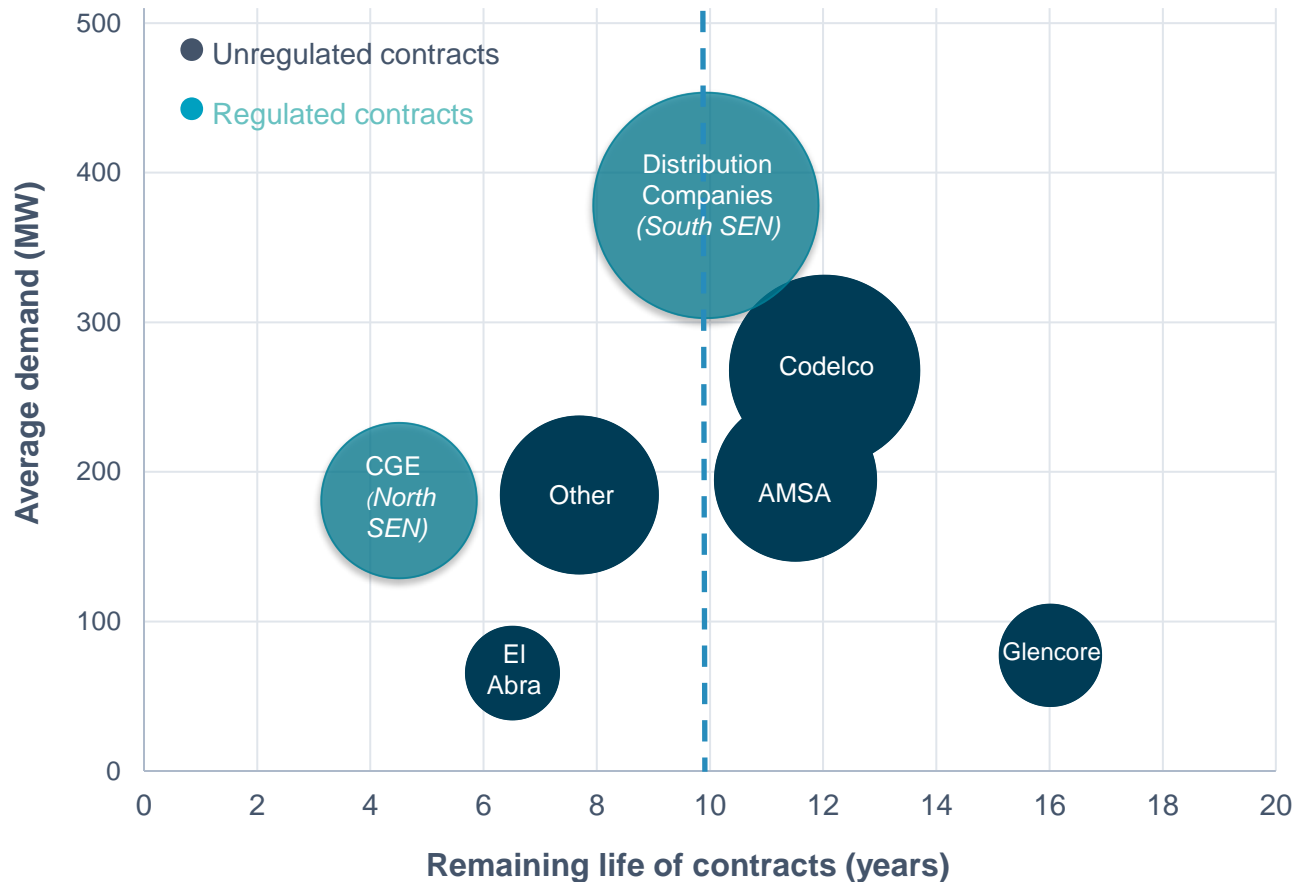 500
400
300
200
100
0
Average demand (MW)
Unregulated contracts
Regulated contracts
Distribution
Companies
(South SEN)
Codelco
CGE
(North
SEN)
Other
AMSA
El
Abra
Glencore
0 2 4 6 8 10 12 14 16 18 20
Remaining life of contracts (years)